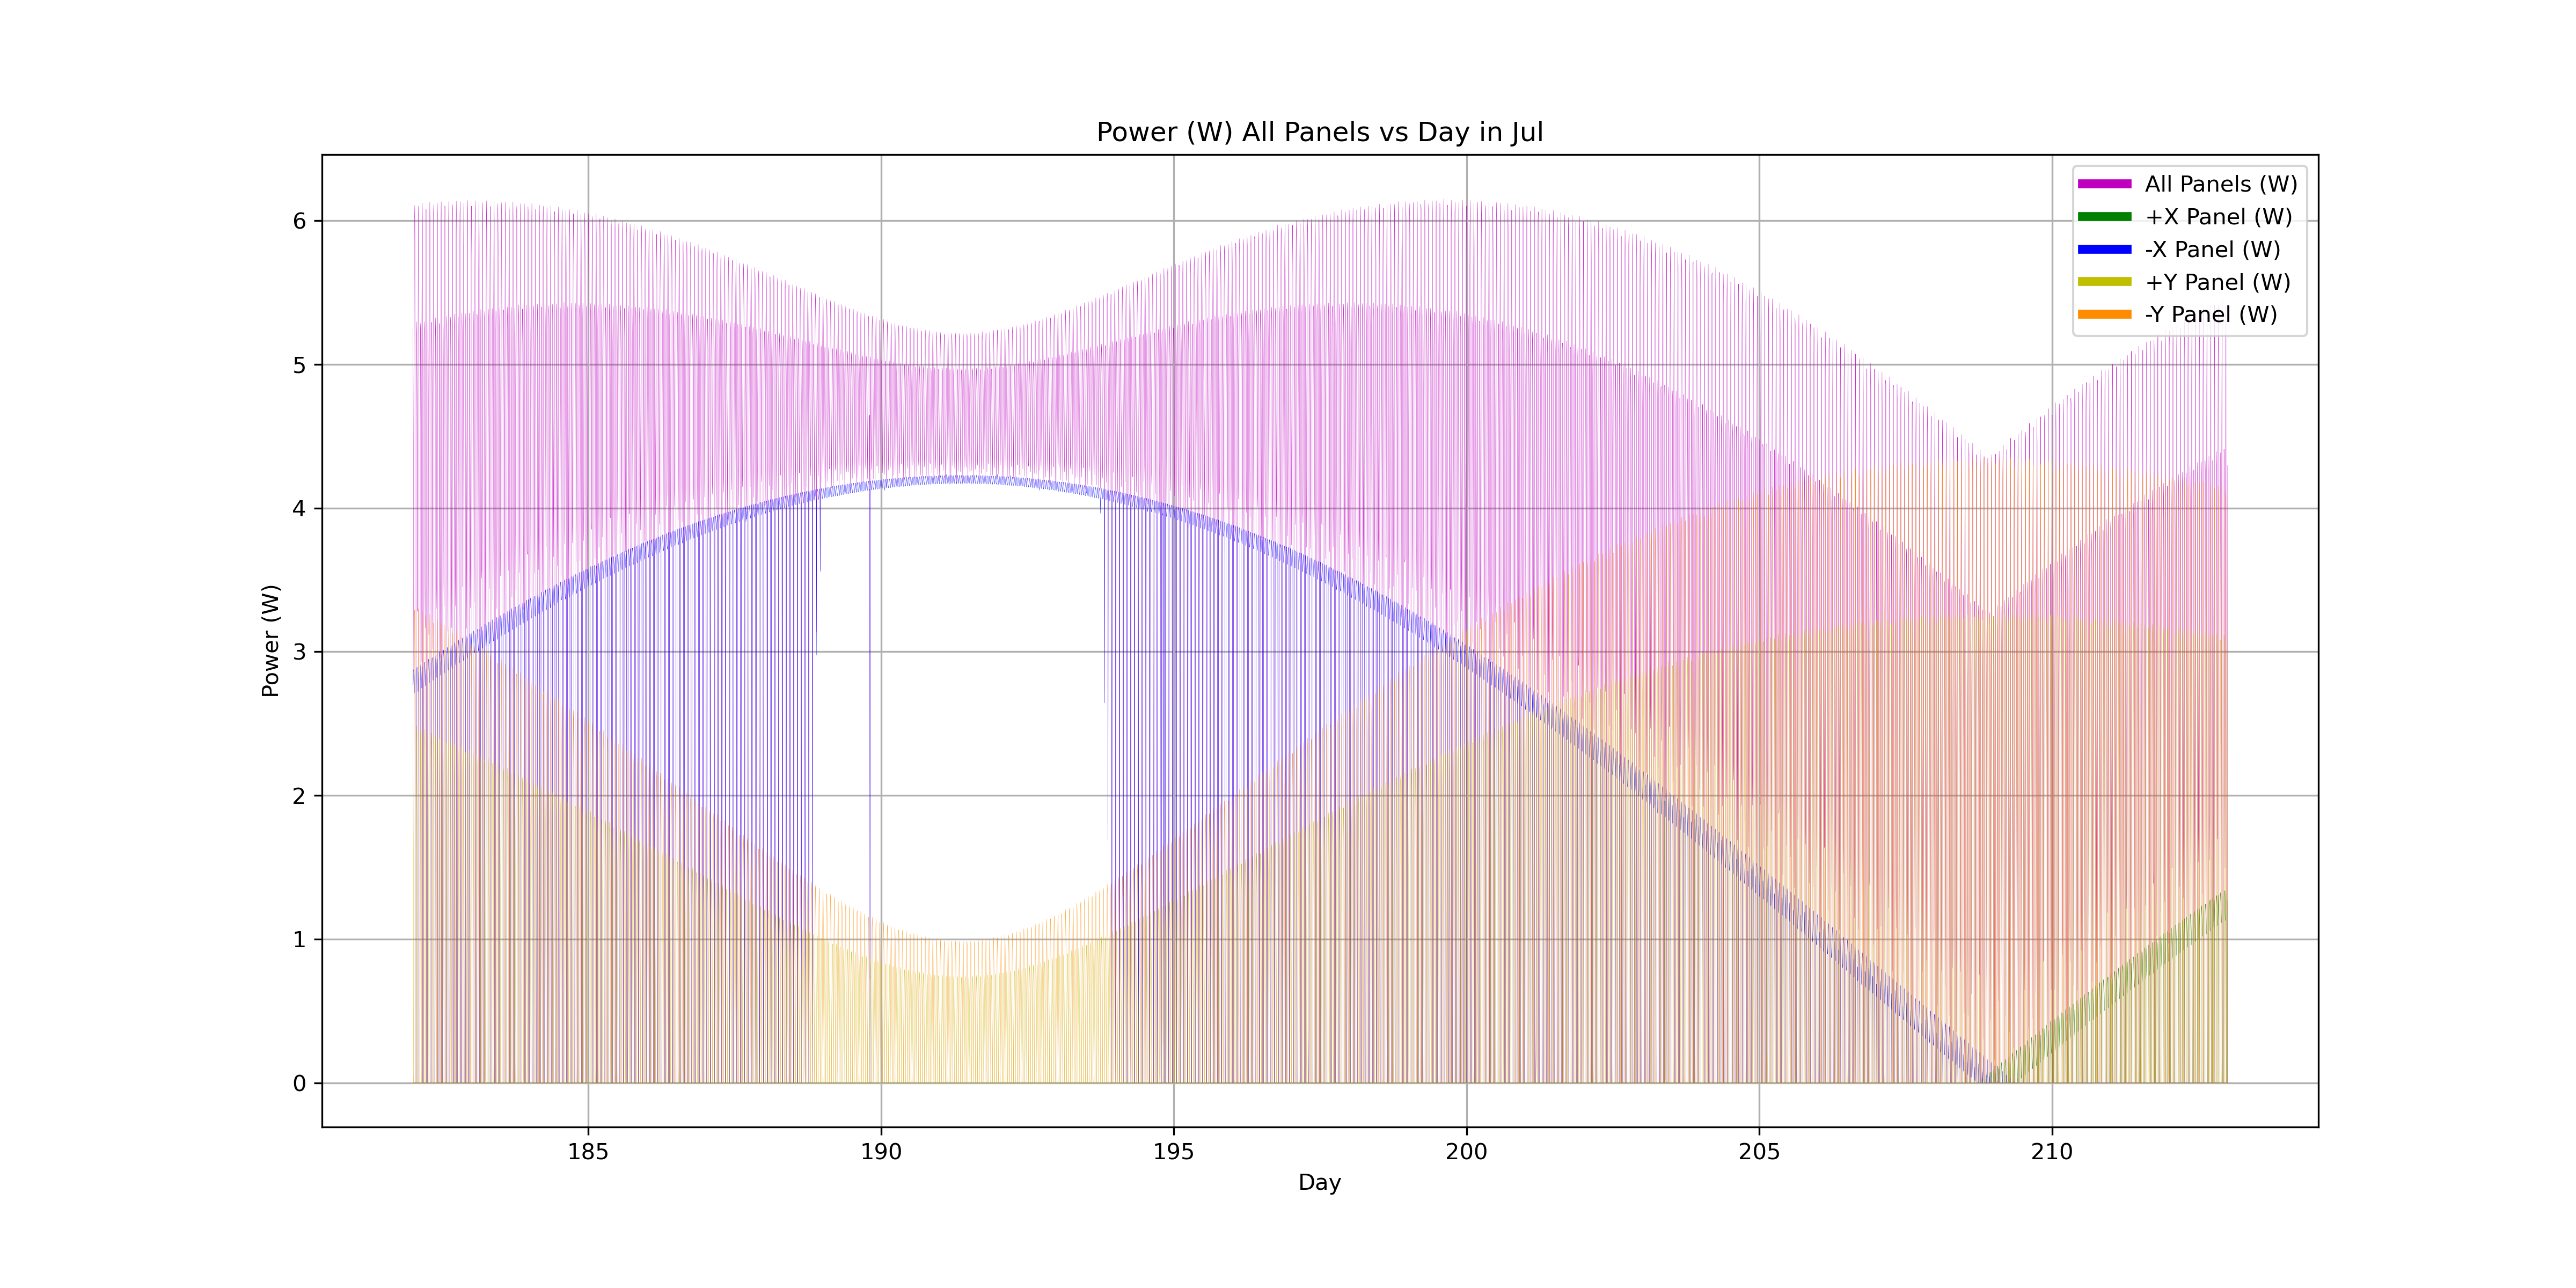 Power (W) All Panels vs Day in Jul
All Panels (W)
+X Panel (W)
-X Panel (W)
+Y Panel (W)
-Y Panel (W)
Power (W)
6
5
4
3
2
1
0
185
190
195
200
205
210
Day